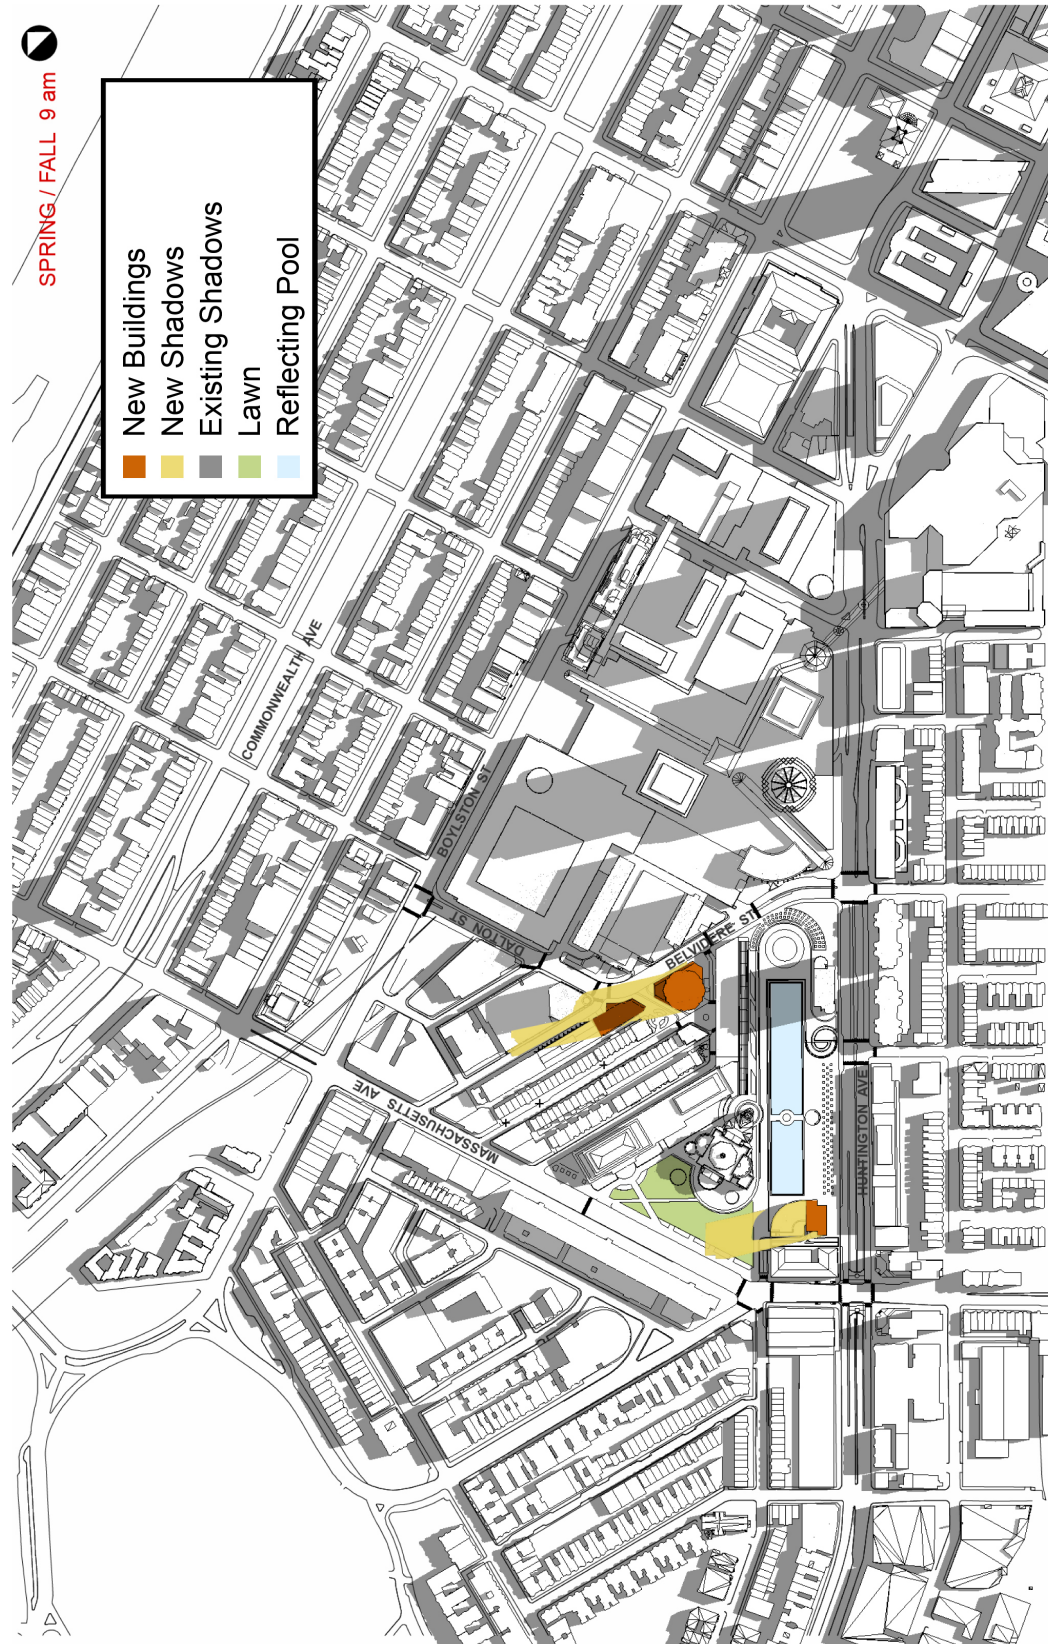 SPRING / FALL 9 am
New Buildings
New Shadows
Existing Shadows
Lawn
Reflecting Pool
COMMONWEALTH AVE
BOYLSTON ST
DALTON ST
BELVIDERE ST
MASSACHUSETTS AVE
HUNTINGTON AVE